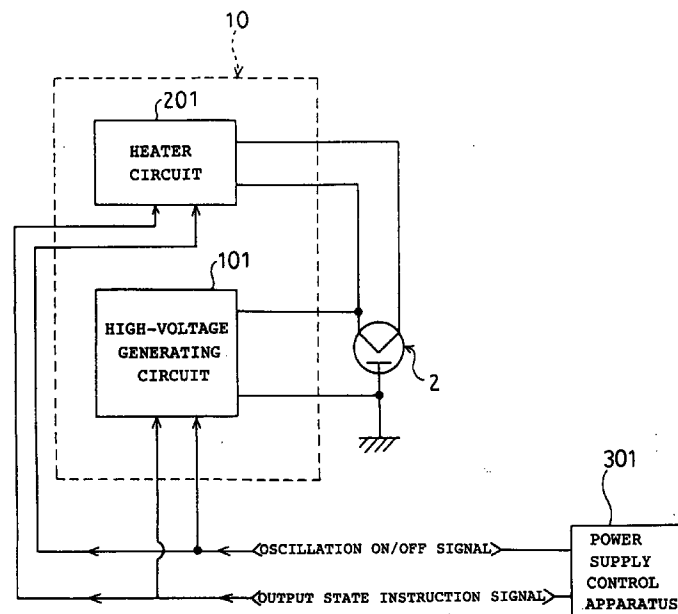 10
201
HEATER
CIRCUIT
101
HIGH-VOLTAGE
GENERATING
CIRCUIT
2
301
OSCILLATION ON/OFF SIGNAL
OUTPUT STATE INSTRUCTION SIGNAL
POWER
SUPPLY
CONTROL
APPARATUS